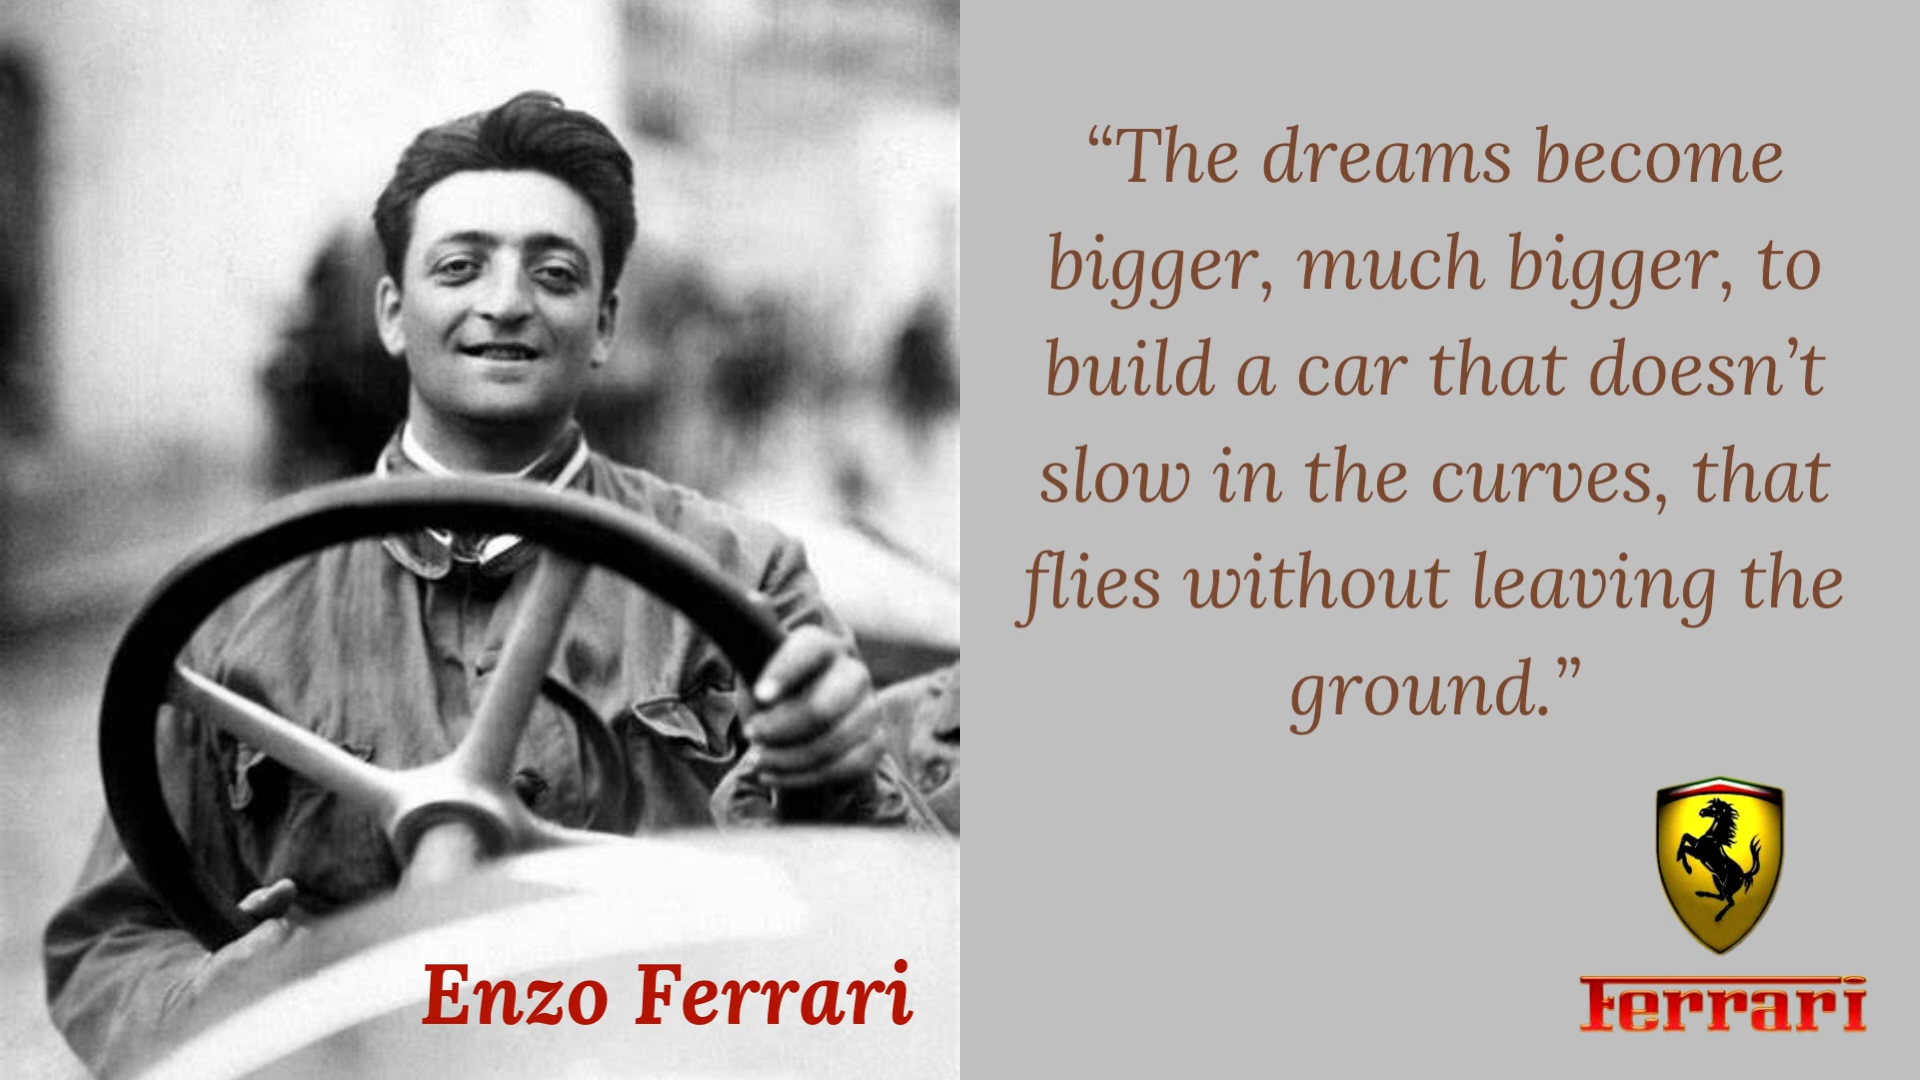 “The dreams become
bigger, much bigger, to
build a car that doesn’t
slow in the curves, that
flies without leaving the
ground.”
Enzo Ferrari
Ferrari